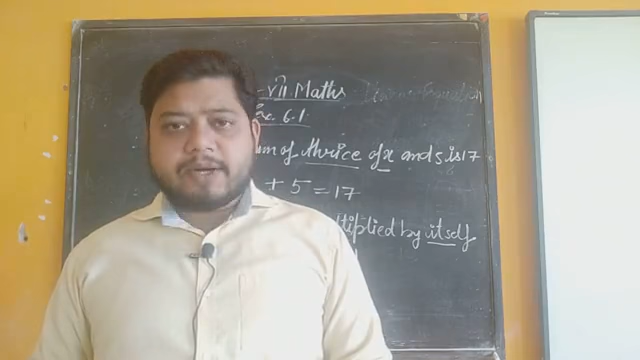 VII Maths
Ex. 6.1
um of thrice of x and 5 is 17
+ 5 = 17
ltiplied by itself